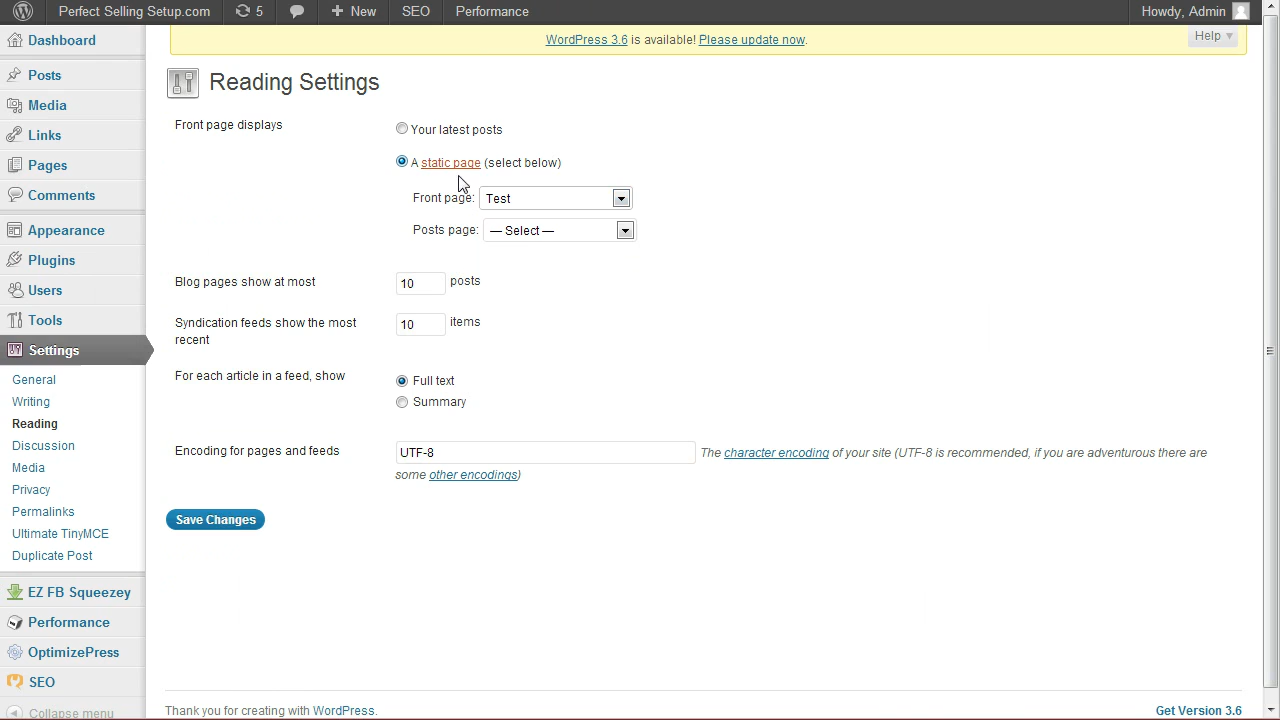 Perfect Selling Setup.com 5 New SEO Performance Howdy, Admin
WordPress 3.6 is available! Please update now.
Help
Dashboard
Posts
Media
Links
Pages
Comments
Appearance
Plugins
Users
Tools
Settings
General
Writing
Reading
Discussion
Media
Privacy
Permalinks
Ultimate TinyMCE
Duplicate Post
EZ FB Squeezey
Performance
OptimizePress
SEO
Collapse menu
Reading Settings
Front page displays
Your latest posts
A static page (select below)
Front page: Test
Posts page: — Select —
Blog pages show at most 10 posts
Syndication feeds show the most
recent
10 items
For each article in a feed, show
Full text
Summary
Encoding for pages and feeds
UTF-8 The character encoding of your site (UTF-8 is recommended, if you are adventurous there are
some other encodings)
Save Changes
Thank you for creating with WordPress.
Get Version 3.6